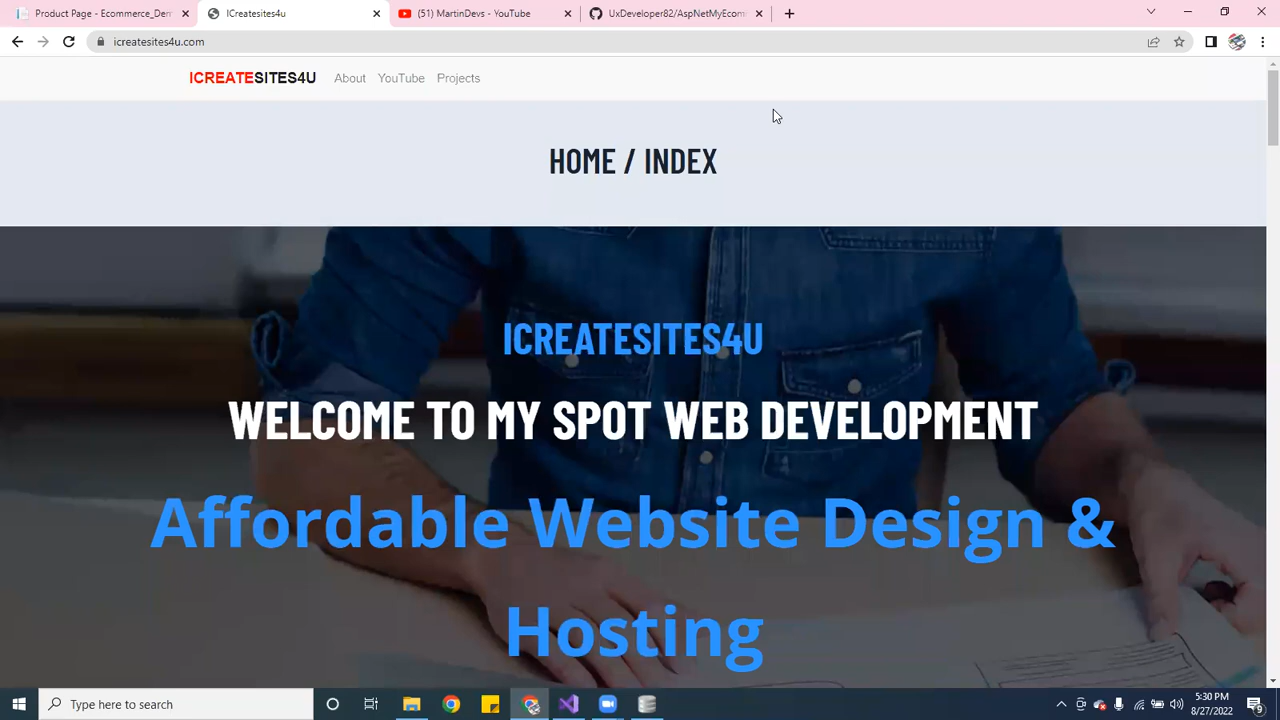 Product Page - Ecommerce_Dem
ICreatesites4u
(51) MartinDevs - YouTube
UxDeveloper82/AspNetMyEcom
icreatesites4u.com
ICREATESITES4U
About
YouTube
Projects
HOME / INDEX
ICREATESITES4U
WELCOME TO MY SPOT WEB DEVELOPMENT
Affordable Website Design &
Hosting
Type here to search
5:30 PM
8/27/2022